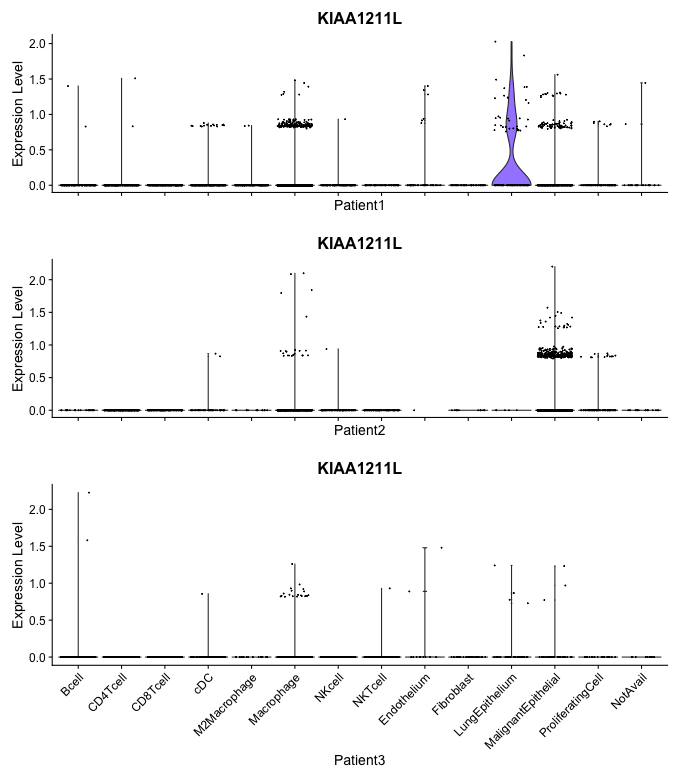 KIAA1211L
Expression Level
2.0
1.5
1.0
0.5
0.0
Patient1
KIAA1211L
Expression Level
2.0
1.5
1.0
0.5
0.0
Patient2
KIAA1211L
Expression Level
2.0
1.5
1.0
0.5
0.0
Bcell
CD4Tcell
CD8Tcell
cDC
M2Macrophage
Macrophage
NKcell
NKTcell
Endothelium
Fibroblast
LungEpithelium
MalignantEpithelial
ProliferatingCell
NotAvail
Patient3